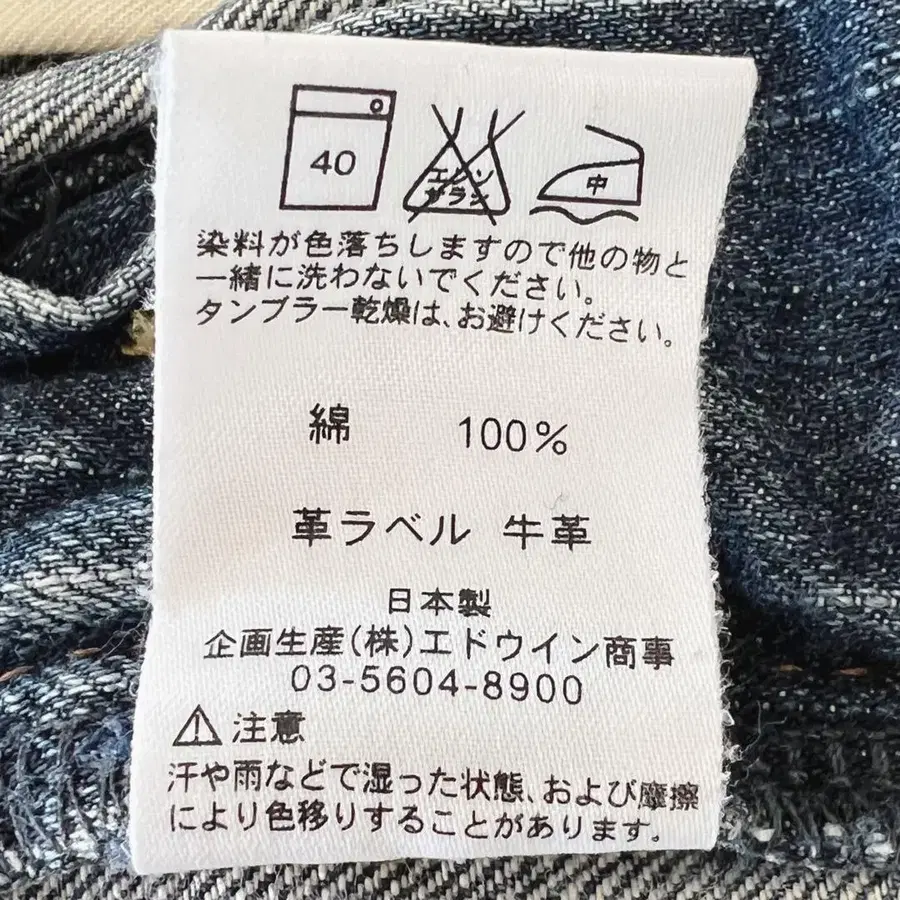 40
エンソ
サラシ
中
染料が色落ちしますので他の物と
一緒に洗わないでください。
タンブラー乾燥は、お避けください。
綿 100%
革ラベル 牛革
日本製
企画生産(株)エドウイン商事
03-5604-8900
注意
汗や雨などで湿った状態、および摩擦
により色移りすることがあります。